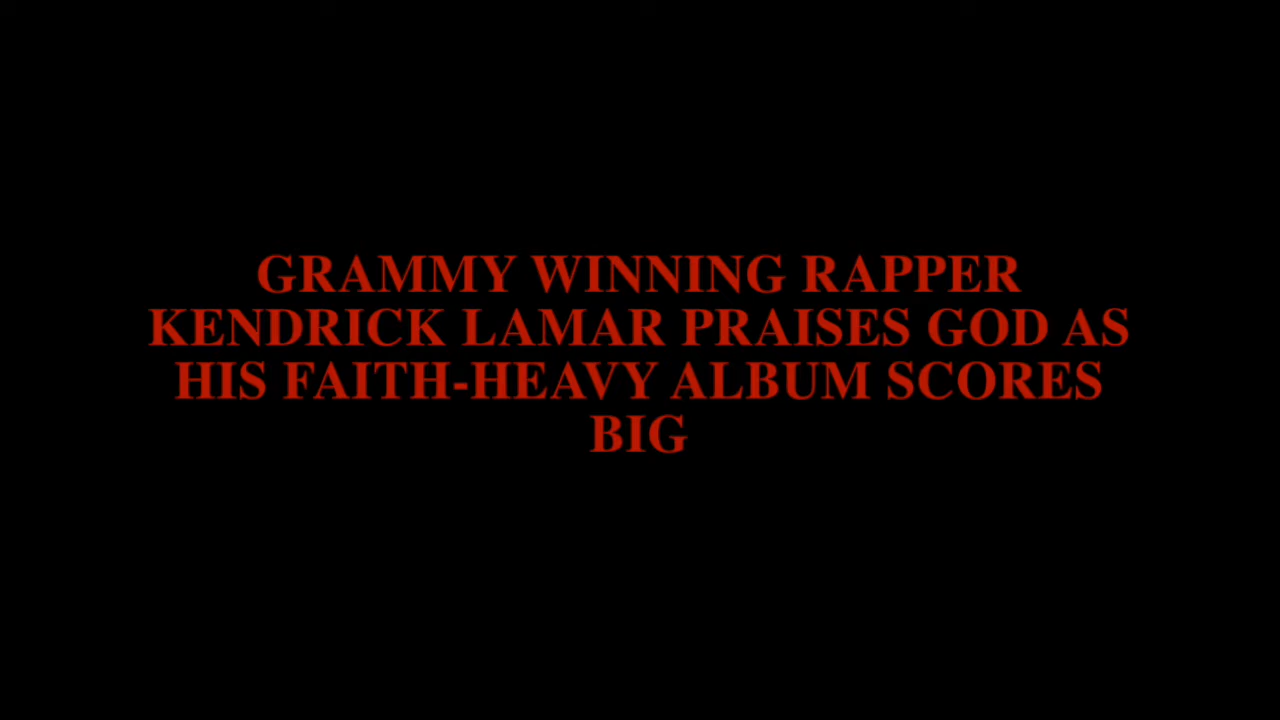 GRAMMY WINNING RAPPER
KENDRICK LAMAR PRAISES GOD AS
HIS FAITH-HEAVY ALBUM SCORES
BIG